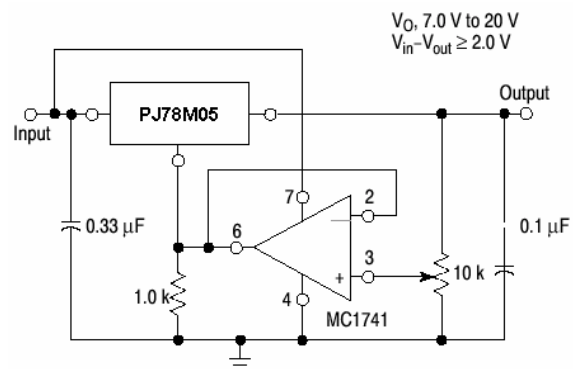 V_O, 7.0 V to 20 V
V_in–V_out ≥ 2.0 V
Output
Input
PJ78M05
7
2
0.33 µF
6
3
0.1 µF
10 k
1.0 k
4
MC1741